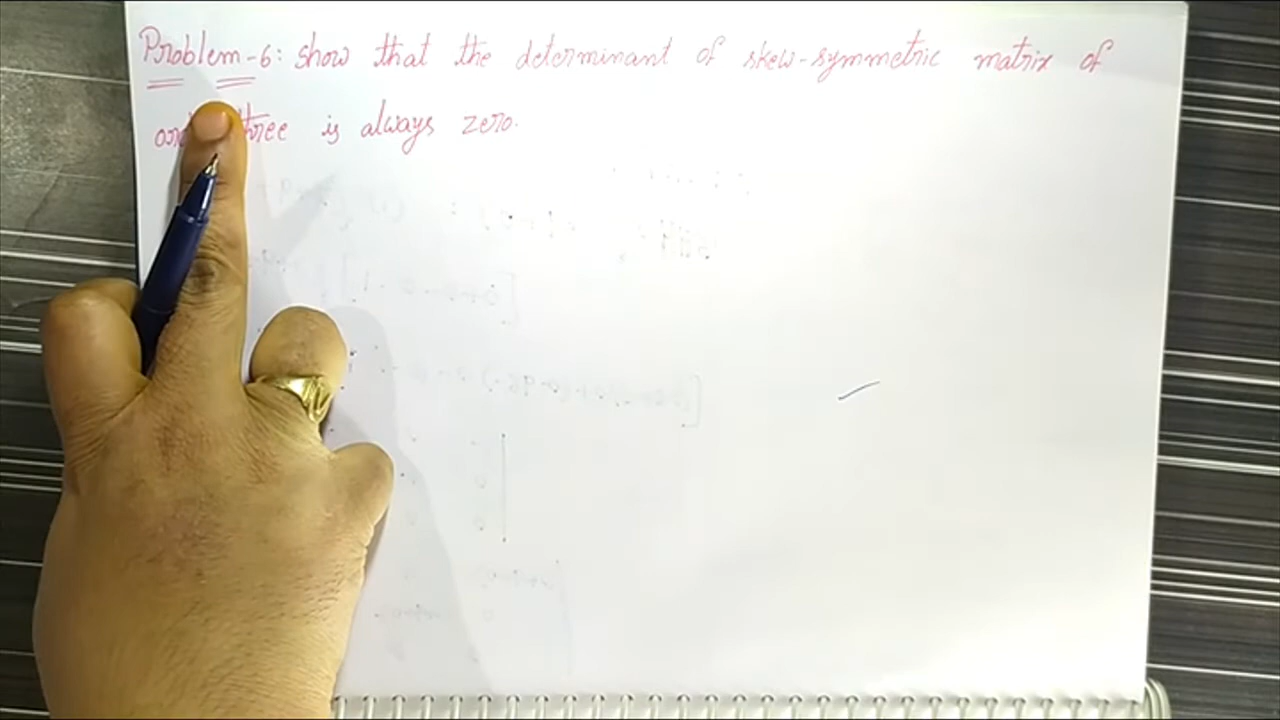 Problem-6: show that the determinant of skew-symmetric matrix of
three is always zero.